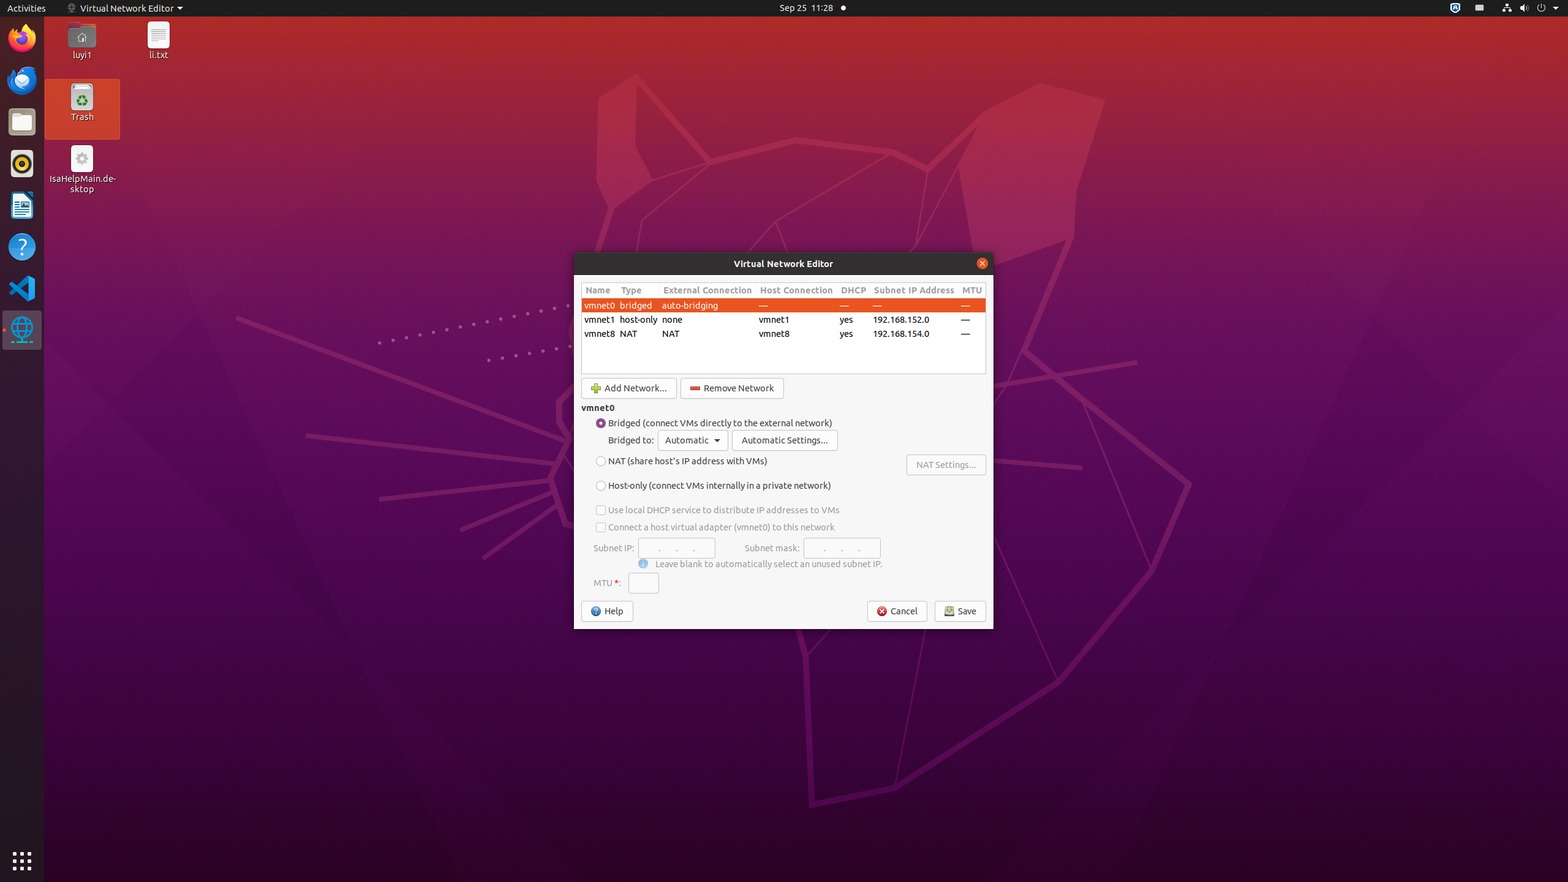 Activities Virtual Network Editor Sep 25 11:28
luyi1 li.txt
Trash
IsaHelpMain.de-
sktop
Virtual Network Editor
Name Type External Connection Host Connection DHCP Subnet IP Address MTU
vmnet0 bridged auto-bridging — — — —
vmnet1 host-only none vmnet1 yes 192.168.152.0 —
vmnet8 NAT NAT vmnet8 yes 192.168.154.0 —
Add Network... Remove Network
vmnet0
Bridged (connect VMs directly to the external network)
Bridged to: Automatic Automatic Settings...
NAT (share host's IP address with VMs) NAT Settings...
Host-only (connect VMs internally in a private network)
Use local DHCP service to distribute IP addresses to VMs
Connect a host virtual adapter (vmnet0) to this network
Subnet IP: . . . Subnet mask: . . .
Leave blank to automatically select an unused subnet IP.
MTU *:
Help Cancel Save